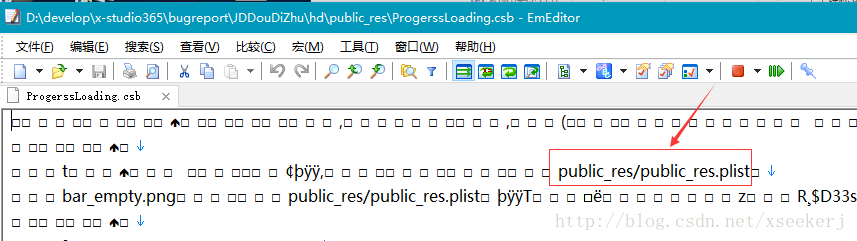 D:\develop\x-studio365\bugreport\JDDouDiZhu\hd\public_res\ProgerssLoading.csb - EmEditor
文件(F) 编辑(E) 搜索(S) 查看(V) 比较(C) 宏(M) 工具(T) 窗口(W) 帮助(H)
ProgerssLoading.csb
public_res/public_res.plist
bar_empty.png public_res/public_res.plist þÿÿT ë z R¸$D33s
http://blog.csdn.net/xseekerj